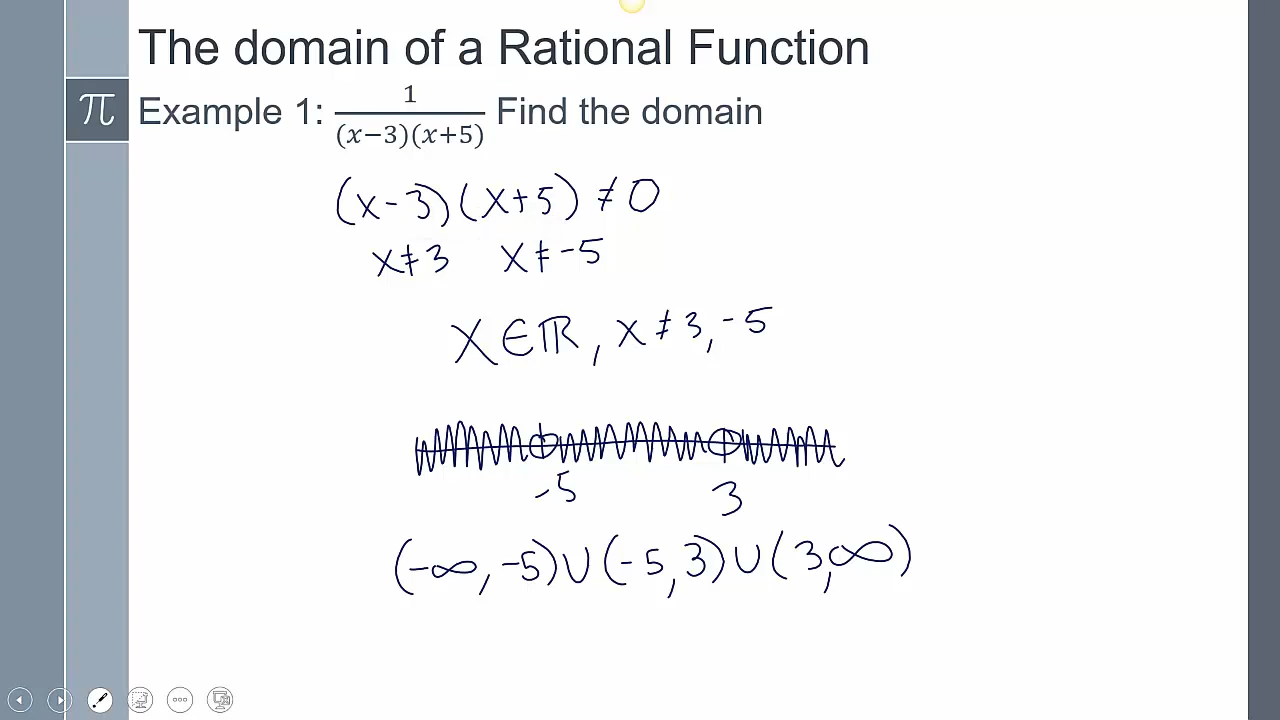 The domain of a Rational Function
π
Example 1: 1/((x−3)(x+5)) Find the domain
(x-3)(x+5) ≠ 0
x≠3 x≠-5
x∈ℝ, x≠3,-5
-5 3
(-∞,-5)∪(-5,3)∪(3,∞)